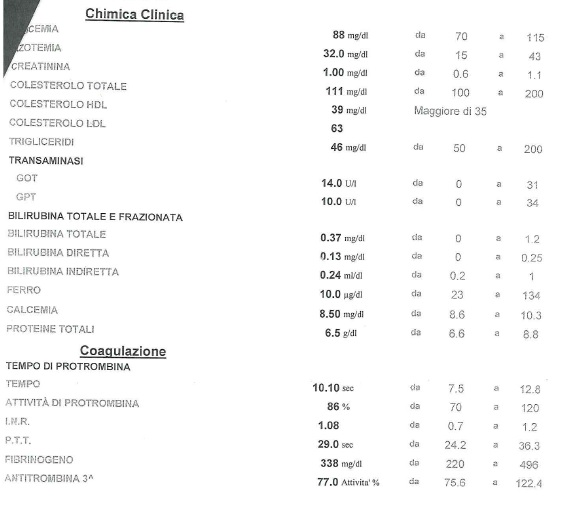 Chimica Clinica
CEMIA 88 mg/dl da 70 a 115
ZOTEMIA 32.0 mg/dl da 15 a 43
CREATININA 1.00 mg/dl da 0.6 a 1.1
COLESTEROLO TOTALE 111 mg/dl da 100 a 200
COLESTEROLO HDL 39 mg/dl Maggiore di 35
COLESTEROLO LDL 63
TRIGLICERIDI 46 mg/dl da 50 a 200
TRANSAMINASI
GOT 14.0 U/l da 0 a 31
GPT 10.0 U/l da 0 a 34
BILIRUBINA TOTALE E FRAZIONATA
BILIRUBINA TOTALE 0.37 mg/dl da 0 a 1.2
BILIRUBINA DIRETTA 0.13 mg/dl da 0 a 0.25
BILIRUBINA INDIRETTA 0.24 ml/dl da 0.2 a 1
FERRO 10.0 µg/dl da 23 a 134
CALCEMIA 8.50 mg/dl da 8.6 a 10.3
PROTEINE TOTALI 6.5 g/dl da 6.6 a 8.8
Coagulazione
TEMPO DI PROTROMBINA
TEMPO 10.10 sec da 7.5 a 12.8
ATTIVITÀ DI PROTROMBINA 86 % da 70 a 120
I.N.R. 1.08 da 0.7 a 1.2
P.T.T. 29.0 sec da 24.2 a 36.3
FIBRINOGENO 338 mg/dl da 220 a 496
ANTITROMBINA 3^ 77.0 Attivita' % da 75.6 a 122.4